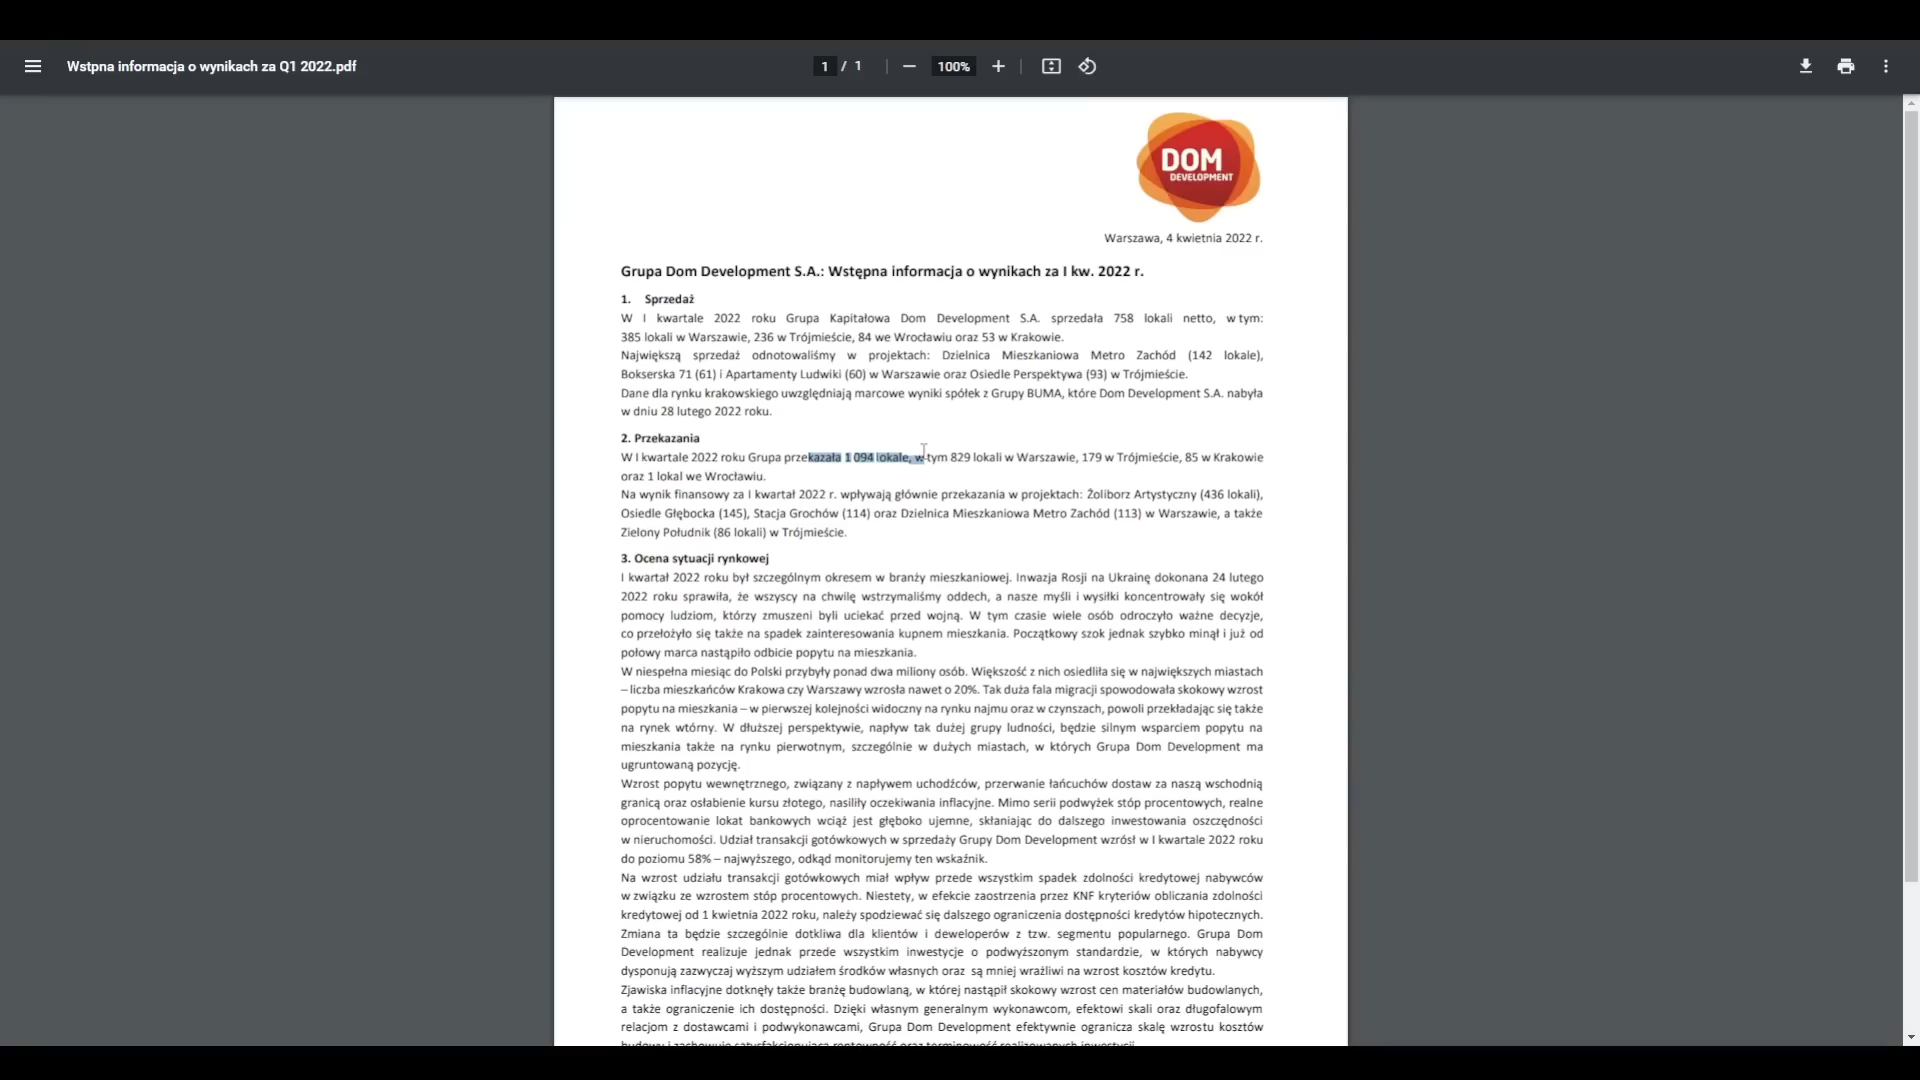 Wstpna informacja o wynikach za Q1 2022.pdf
1 / 1
100%
DOM
DEVELOPMENT
Warszawa, 4 kwietnia 2022 r.
Grupa Dom Development S.A.: Wstępna informacja o wynikach za I kw. 2022 r.
1. Sprzedaż
W I kwartale 2022 roku Grupa Kapitałowa Dom Development S.A. sprzedała 758 lokali netto, w tym:
385 lokali w Warszawie, 236 w Trójmieście, 84 we Wrocławiu oraz 53 w Krakowie.
Największą sprzedaż odnotowaliśmy w projektach: Dzielnica Mieszkaniowa Metro Zachód (142 lokale),
Bokserska 71 (61) i Apartamenty Ludwiki (60) w Warszawie oraz Osiedle Perspektywa (93) w Trójmieście.
Dane dla rynku krakowskiego uwzględniają marcowe wyniki spółek z Grupy BUMA, które Dom Development S.A. nabyła
w dniu 28 lutego 2022 roku.
2. Przekazania
W I kwartale 2022 roku Grupa przekazała 1 094 lokale, w tym 829 lokali w Warszawie, 179 w Trójmieście, 85 w Krakowie
oraz 1 lokal we Wrocławiu.
Na wynik finansowy za I kwartał 2022 r. wpływają głównie przekazania w projektach: Żoliborz Artystyczny (436 lokali),
Osiedle Głębocka (145), Stacja Grochów (114) oraz Dzielnica Mieszkaniowa Metro Zachód (113) w Warszawie, a także
Zielony Południk (86 lokali) w Trójmieście.
3. Ocena sytuacji rynkowej
I kwartał 2022 roku był szczególnym okresem w branży mieszkaniowej. Inwazja Rosji na Ukrainę dokonana 24 lutego
2022 roku sprawiła, że wszyscy na chwilę wstrzymaliśmy oddech, a nasze myśli i wysiłki koncentrowały się wokół
pomocy ludziom, którzy zmuszeni byli uciekać przed wojną. W tym czasie wiele osób odroczyło ważne decyzje,
co przełożyło się także na spadek zainteresowania kupnem mieszkania. Początkowy szok jednak szybko minął i już od
połowy marca nastąpiło odbicie popytu na mieszkania.
W niespełna miesiąc do Polski przybyły ponad dwa miliony osób. Większość z nich osiedliła się w największych miastach
– liczba mieszkańców Krakowa czy Warszawy wzrosła nawet o 20%. Tak duża fala migracji spowodowała skokowy wzrost
popytu na mieszkania – w pierwszej kolejności widoczny na rynku najmu oraz w czynszach, powoli przekładając się także
na rynek wtórny. W dłuższej perspektywie, napływ tak dużej grupy ludności, będzie silnym wsparciem popytu na
mieszkania także na rynku pierwotnym, szczególnie w dużych miastach, w których Grupa Dom Development ma
ugruntowaną pozycję.
Wzrost popytu wewnętrznego, związany z napływem uchodźców, przerwanie łańcuchów dostaw za naszą wschodnią
granicą oraz osłabienie kursu złotego, nasiliły oczekiwania inflacyjne. Mimo serii podwyżek stóp procentowych, realne
oprocentowanie lokat bankowych wciąż jest głęboko ujemne, skłaniając do dalszego inwestowania oszczędności
w nieruchomości. Udział transakcji gotówkowych w sprzedaży Grupy Dom Development wzrósł w I kwartale 2022 roku
do poziomu 58% – najwyższego, odkąd monitorujemy ten wskaźnik.
Na wzrost udziału transakcji gotówkowych miał wpływ przede wszystkim spadek zdolności kredytowej nabywców
w związku ze wzrostem stóp procentowych. Niestety, w efekcie zaostrzenia przez KNF kryteriów obliczania zdolności
kredytowej od 1 kwietnia 2022 roku, należy spodziewać się dalszego ograniczenia dostępności kredytów hipotecznych.
Zmiana ta będzie szczególnie dotkliwa dla klientów i deweloperów z tzw. segmentu popularnego. Grupa Dom
Development realizuje jednak przede wszystkim inwestycje o podwyższonym standardzie, w których nabywcy
dysponują zazwyczaj wyższym udziałem środków własnych oraz są mniej wrażliwi na wzrost kosztów kredytu.
Zjawiska inflacyjne dotknęły także branżę budowlaną, w której nastąpił skokowy wzrost cen materiałów budowlanych,
a także ograniczenie ich dostępności. Dzięki własnym generalnym wykonawcom, efektowi skali oraz długofalowym
relacjom z dostawcami i podwykonawcami, Grupa Dom Development efektywnie ogranicza skalę wzrostu kosztów
budowy i zachowuje satysfakcjonującą rentowność oraz terminowość realizowanych inwestycji.